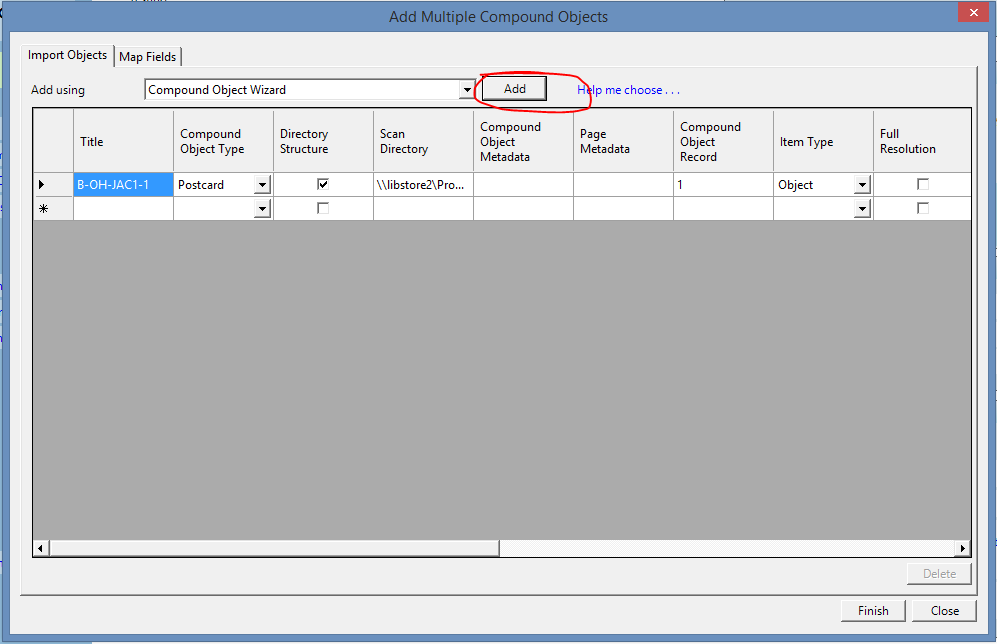 Add Multiple Compound Objects
Import Objects
Map Fields
Add using
Compound Object Wizard
Add
Help me choose . . .
Title
Compound
Object Type
Directory
Structure
Scan
Directory
Compound
Object
Metadata
Page
Metadata
Compound
Object
Record
Item Type
Full
Resolution
B-OH-JAC1-1
Postcard
\\libstore2\Pro...
1
Object
Delete
Finish
Close